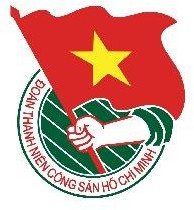 ĐOÀN THANH NIÊN CỘNG SẢN HỒ CHÍ MINH